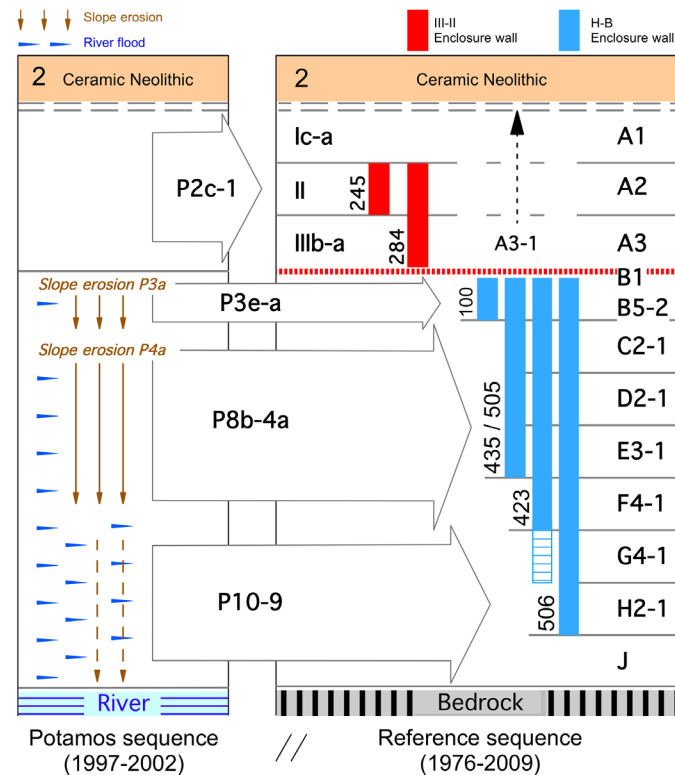 Slope erosion
River flood
III-II
Enclosure wall
H-B
Enclosure wall
2 Ceramic Neolithic
2 Ceramic Neolithic
Ic-a
A1
P2c-1
II
245
A2
IIIb-a
284
A3-1
A3
B1
Slope erosion P3a
P3e-a
100
B5-2
Slope erosion P4a
C2-1
P8b-4a
D2-1
435 / 505
E3-1
423
F4-1
G4-1
P10-9
506
H2-1
J
River
Bedrock
Potamos sequence
(1997-2002)
//
Reference sequence
(1976-2009)